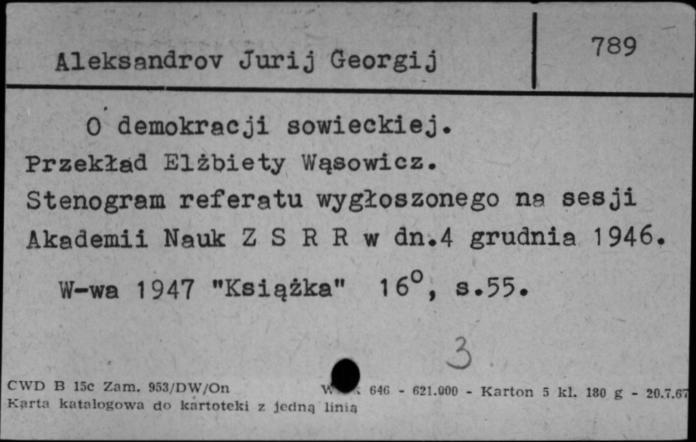 Aleksandrov Jurij Georgij
789
O demokracji sowieckiej.
Przekład Elżbiety Wąsowicz.
Stenogram referatu wygłoszonego na sesji
Akademii Nauk Z S R R w dn.4 grudnia 1946.
W-wa 1947 "Książka" 16°, s.55.
3
CWD B 15c Zam. 953/DW/On 646 - 621.000 - Karton 5 kl. 180 g - 20.7.67
Karta katalogowa do kartoteki z jedną linią